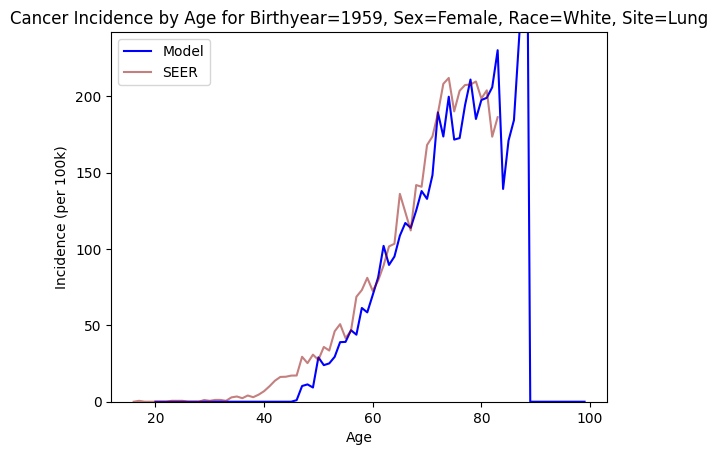 Cancer Incidence by Age for Birthyear=1959, Sex=Female, Race=White, Site=Lung
Model
SEER
200
150
100
50
0
Incidence (per 100k)
20
40
60
80
100
Age